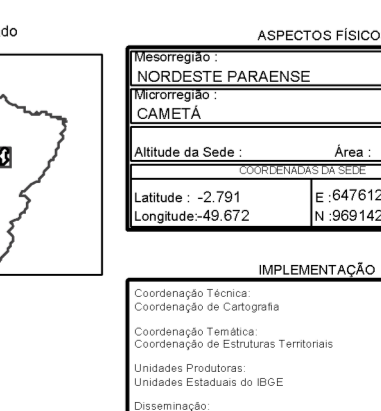 do
ASPECTOS FÍSICO
Mesorregião :
NORDESTE PARAENSE
Microrregião :
CAMETÁ
Altitude da Sede : Área :
COORDENADAS DA SEDE
Latitude : -2.791 E :647612
Longitude:-49.672 N :969142
IMPLEMENTAÇÃO
Coordenação Técnica:
Coordenação de Cartografia
Coordenação Temática:
Coordenação de Estruturas Territoriais
Unidades Produtoras:
Unidades Estaduais do IBGE
Disseminação: